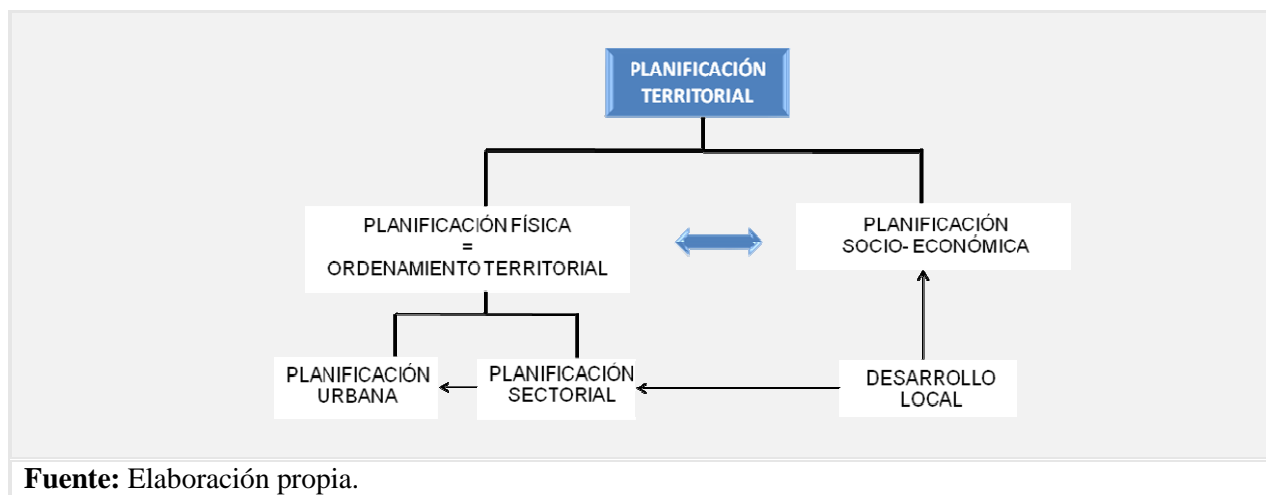 PLANIFICACIÓN
TERRITORIAL
PLANIFICACIÓN FÍSICA
=
ORDENAMIENTO TERRITORIAL
PLANIFICACIÓN
SOCIO- ECONÓMICA
PLANIFICACIÓN
URBANA
PLANIFICACIÓN
SECTORIAL
DESARROLLO
LOCAL
Fuente: Elaboración propia.